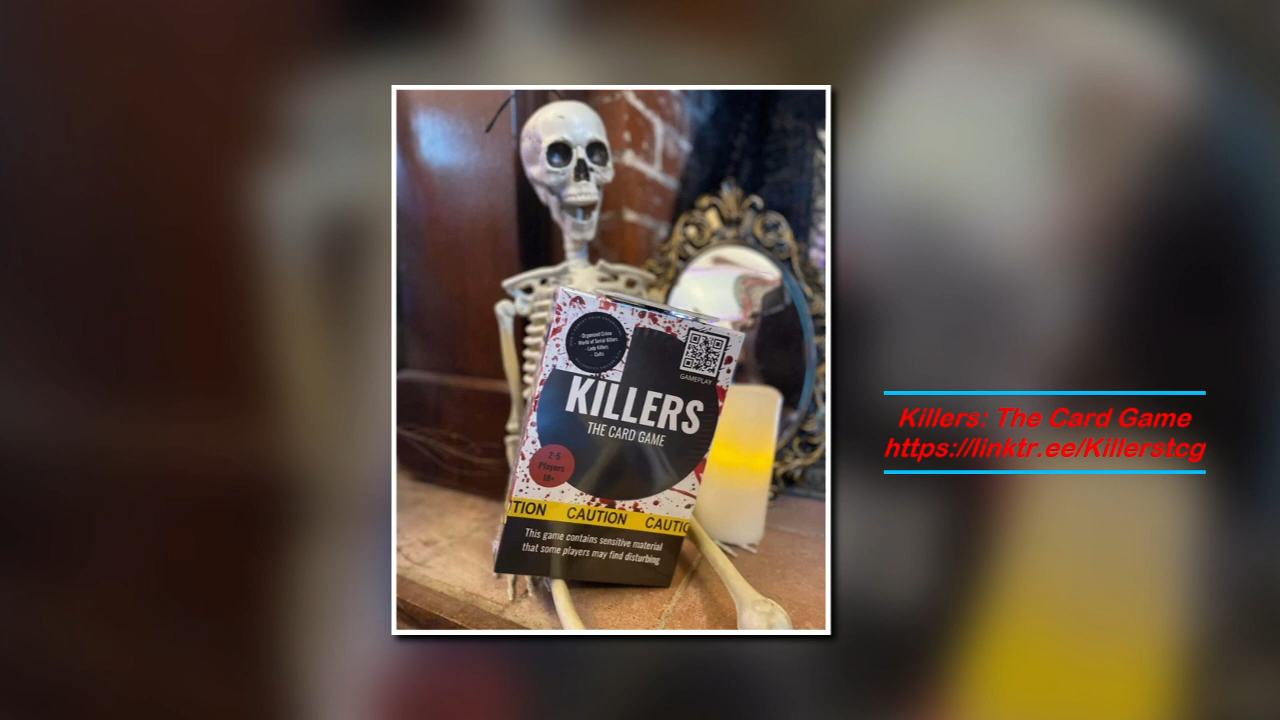 - Organized Crime
- World of Serial Killers
- Lady Killers
- Cults
GAMEPLAY
KILLERS
THE CARD GAME
2-6
Players
18+
TION CAUTION CAUTIO
This game contains sensitive material
that some players may find disturbing
Killers: The Card Game
https://linktr.ee/Killerstcg